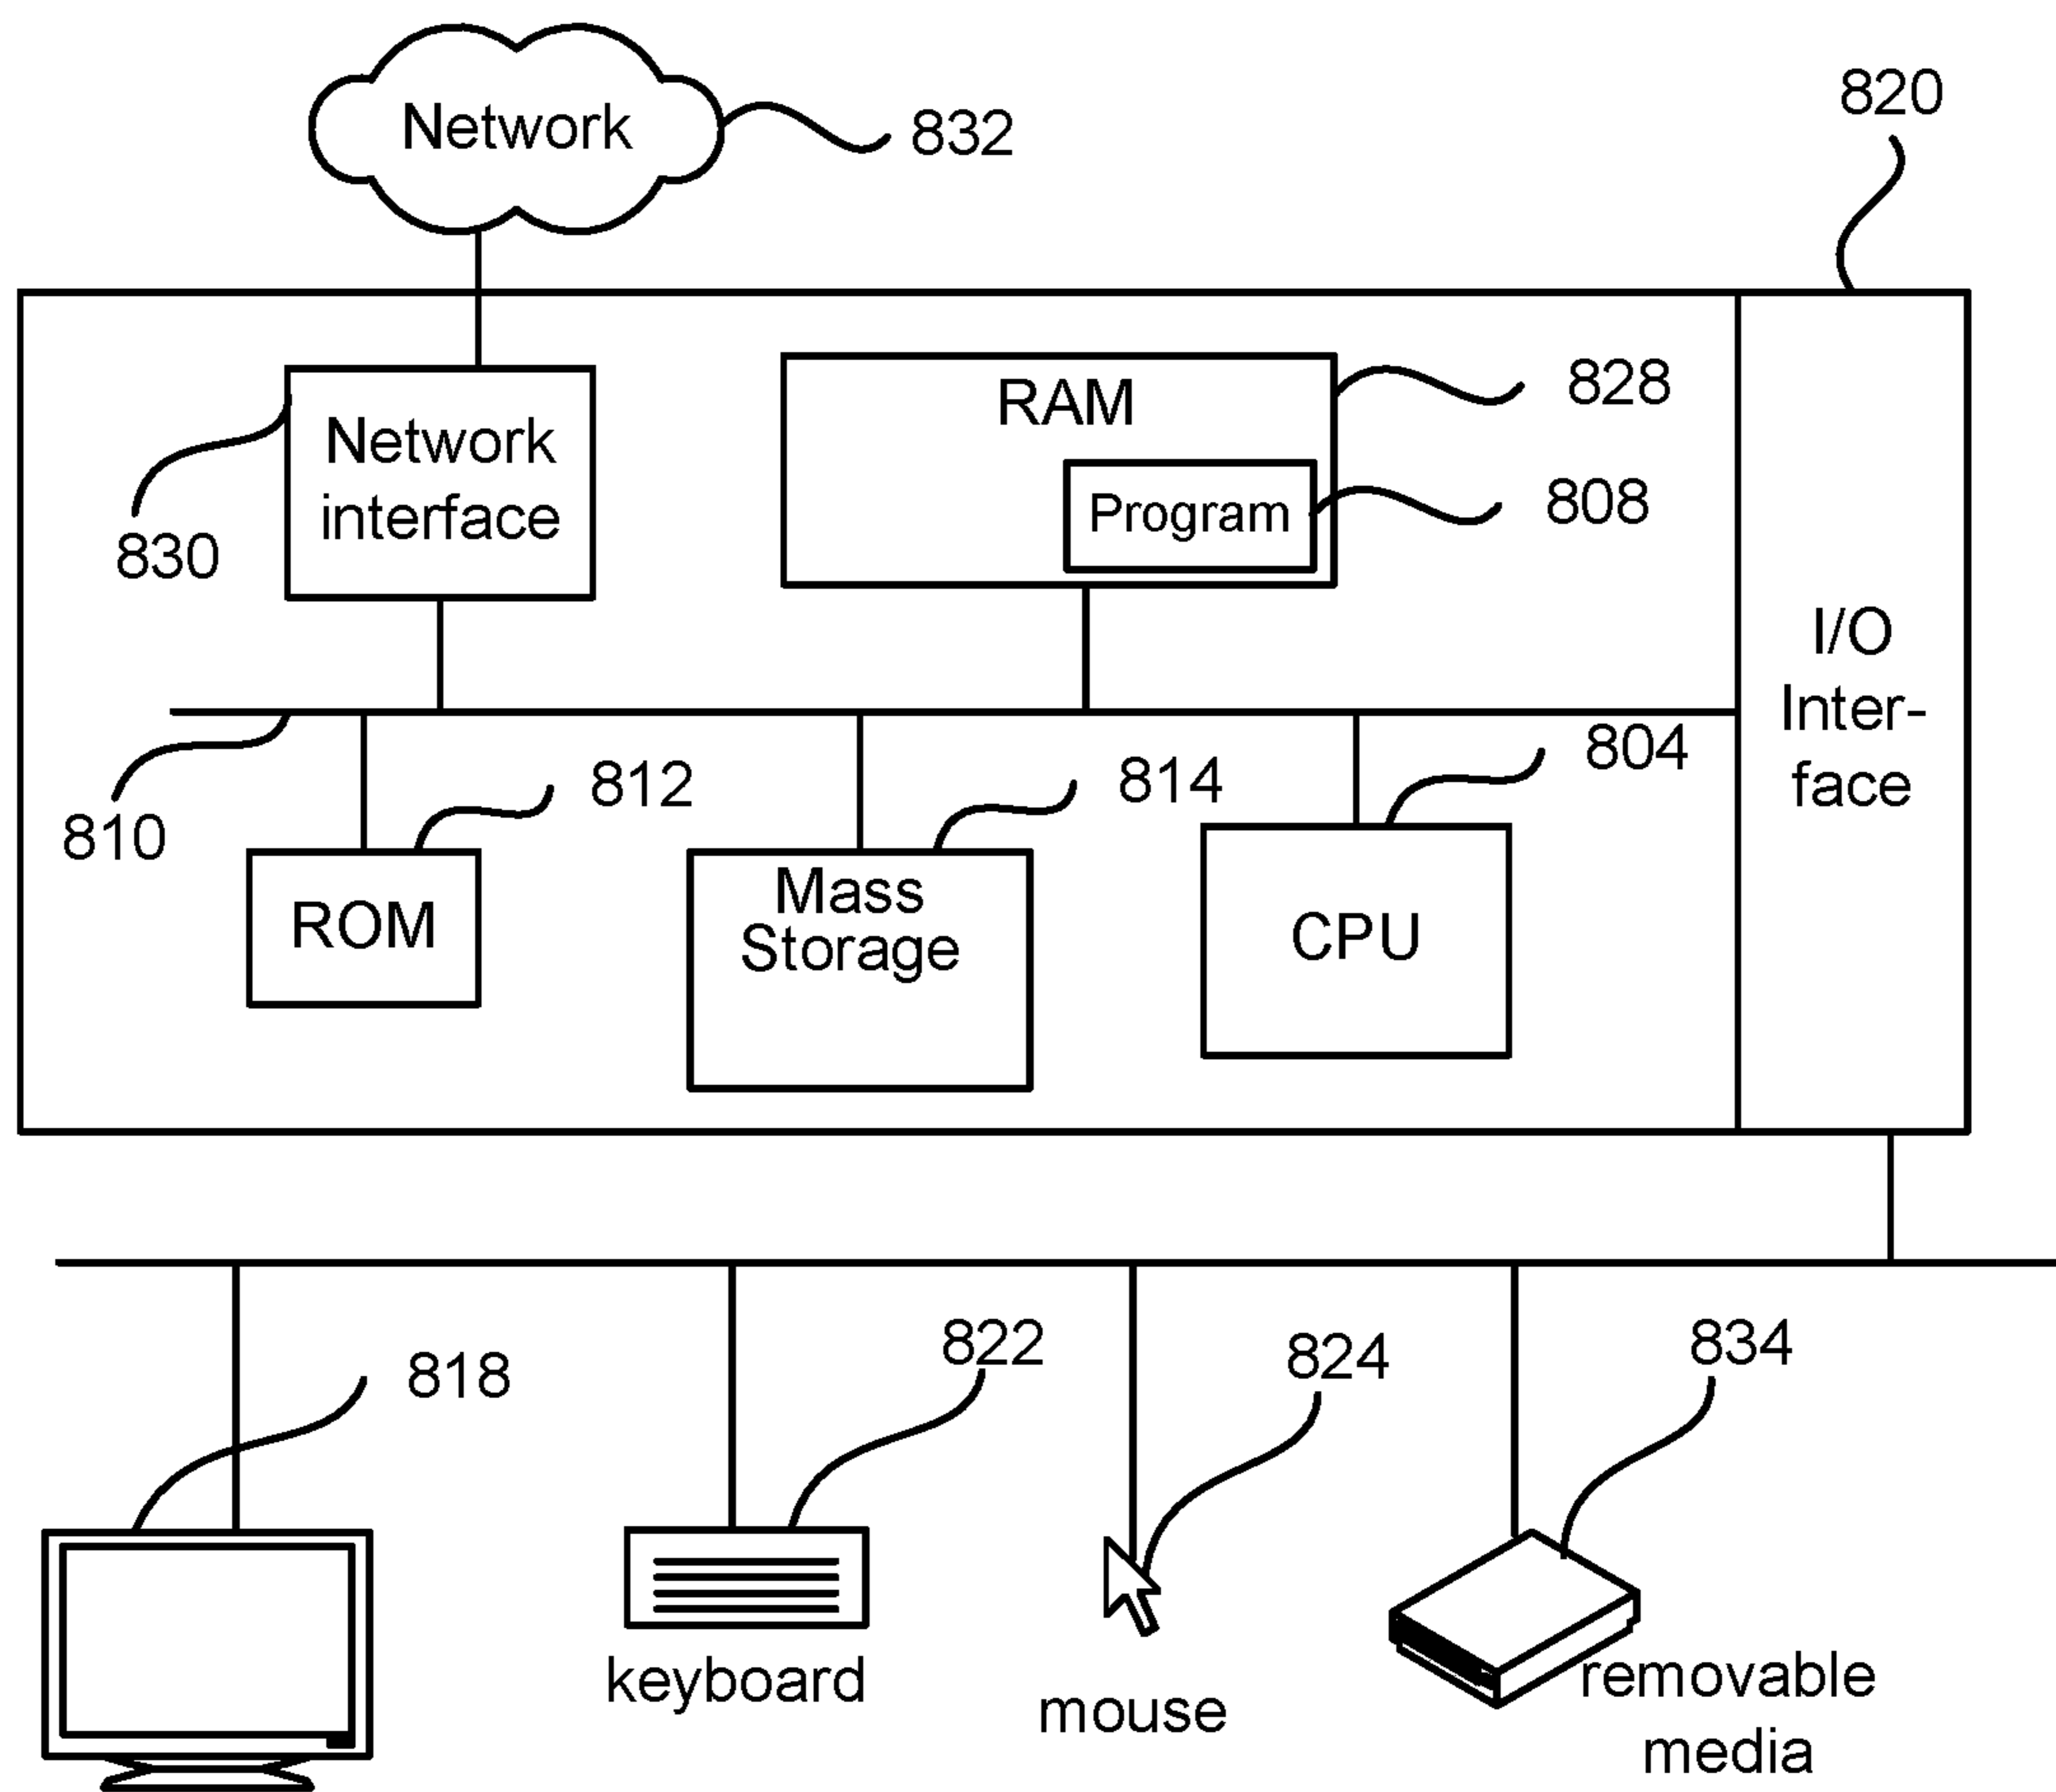 820
Network
832
RAM
828
Network
interface
Program
808
830
I/O
Inter-
face
804
812
814
810
ROM
Mass
Storage
CPU
818
822
824
834
keyboard
mouse
removable
media